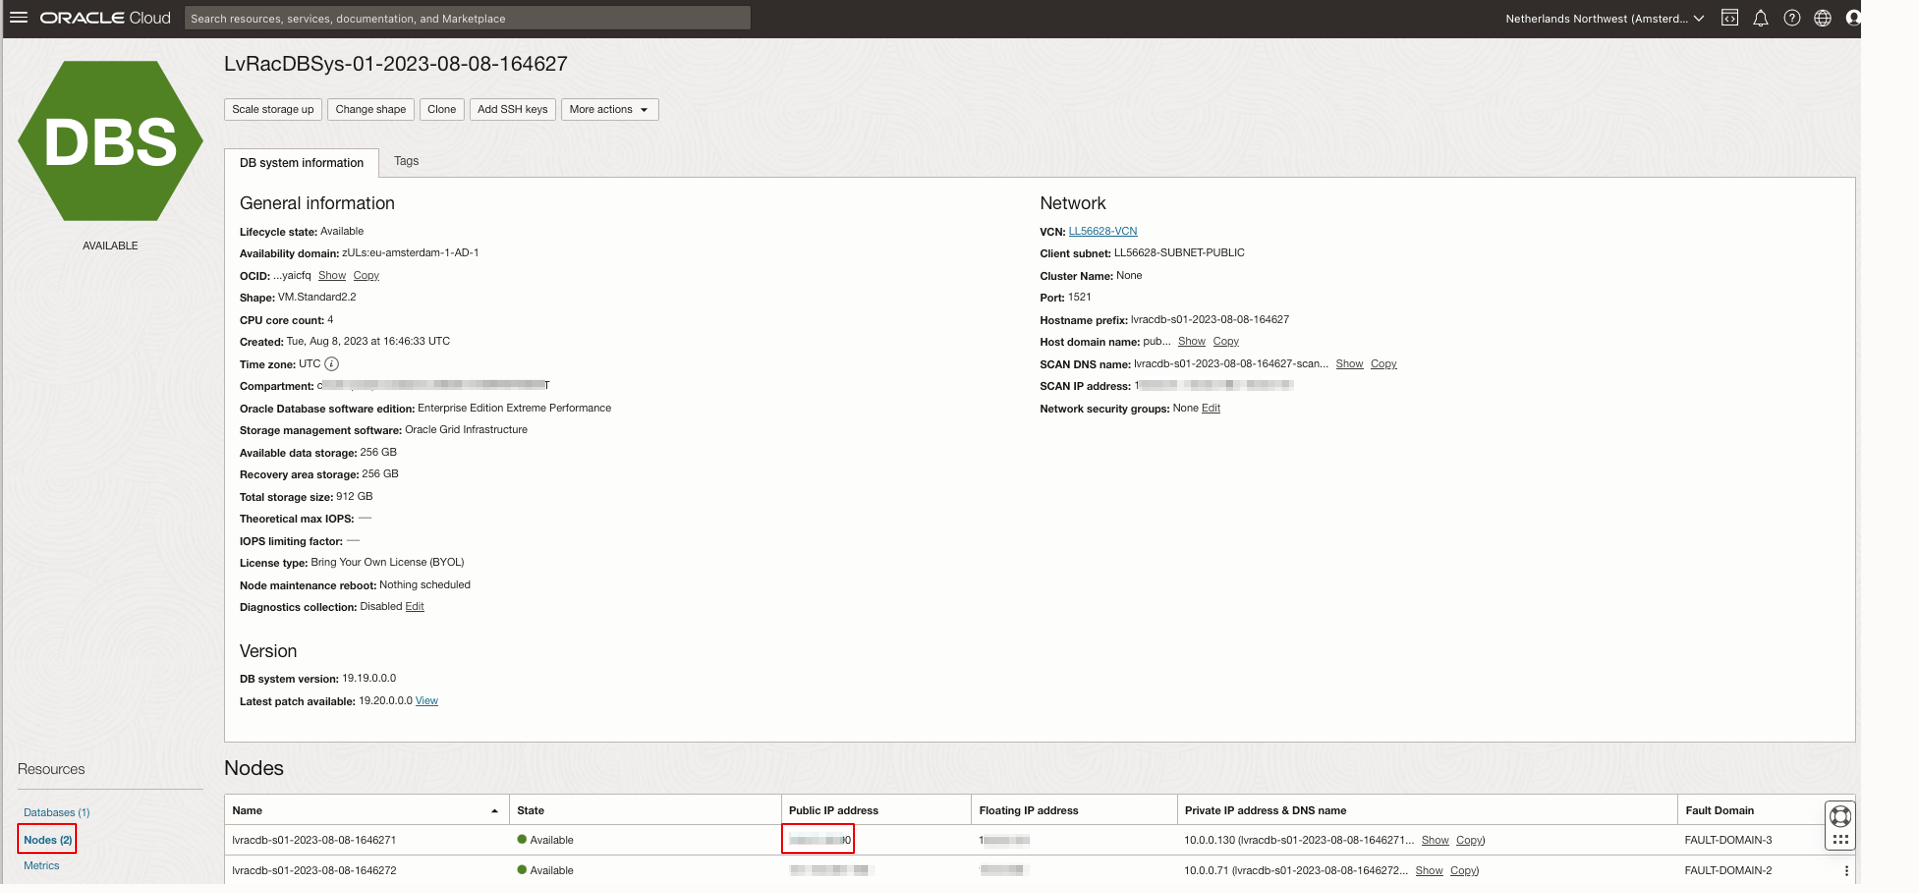 ORACLE Cloud
Search resources, services, documentation, and Marketplace
Netherlands Northwest (Amsterd...
DBS
AVAILABLE
LvRacDBSys-01-2023-08-08-164627
Scale storage up
Change shape
Clone
Add SSH keys
More actions
DB system information
Tags
General information
Lifecycle state: Available
Availability domain: zULs:eu-amsterdam-1-AD-1
OCID: ...yaicfq Show Copy
Shape: VM.Standard2.2
CPU core count: 4
Created: Tue, Aug 8, 2023 at 16:46:33 UTC
Time zone: UTC
Compartment:
Oracle Database software edition: Enterprise Edition Extreme Performance
Storage management software: Oracle Grid Infrastructure
Available data storage: 256 GB
Recovery area storage: 256 GB
Total storage size: 912 GB
Theoretical max IOPS: —
IOPS limiting factor: —
License type: Bring Your Own License (BYOL)
Node maintenance reboot: Nothing scheduled
Diagnostics collection: Disabled Edit
Version
DB system version: 19.19.0.0.0
Latest patch available: 19.20.0.0.0 View
Network
VCN: LL56628-VCN
Client subnet: LL56628-SUBNET-PUBLIC
Cluster Name: None
Port: 1521
Hostname prefix: lvracdb-s01-2023-08-08-164627
Host domain name: pub... Show Copy
SCAN DNS name: lvracdb-s01-2023-08-08-164627-scan... Show Copy
SCAN IP address:
Network security groups: None Edit
Resources
Databases (1)
Nodes (2)
Metrics
Nodes
Name State Public IP address Floating IP address Private IP address & DNS name Fault Domain
lvracdb-s01-2023-08-08-1646271 Available 10.0.0.130 (lvracdb-s01-2023-08-08-1646271... Show Copy) FAULT-DOMAIN-3
lvracdb-s01-2023-08-08-1646272 Available 10.0.0.71 (lvracdb-s01-2023-08-08-1646272... Show Copy) FAULT-DOMAIN-2